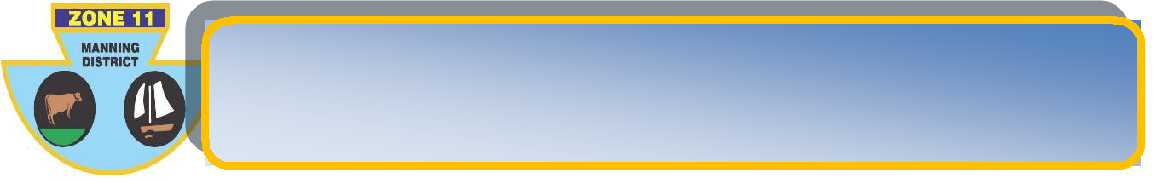 ZONE 11
MANNING
DISTRICT